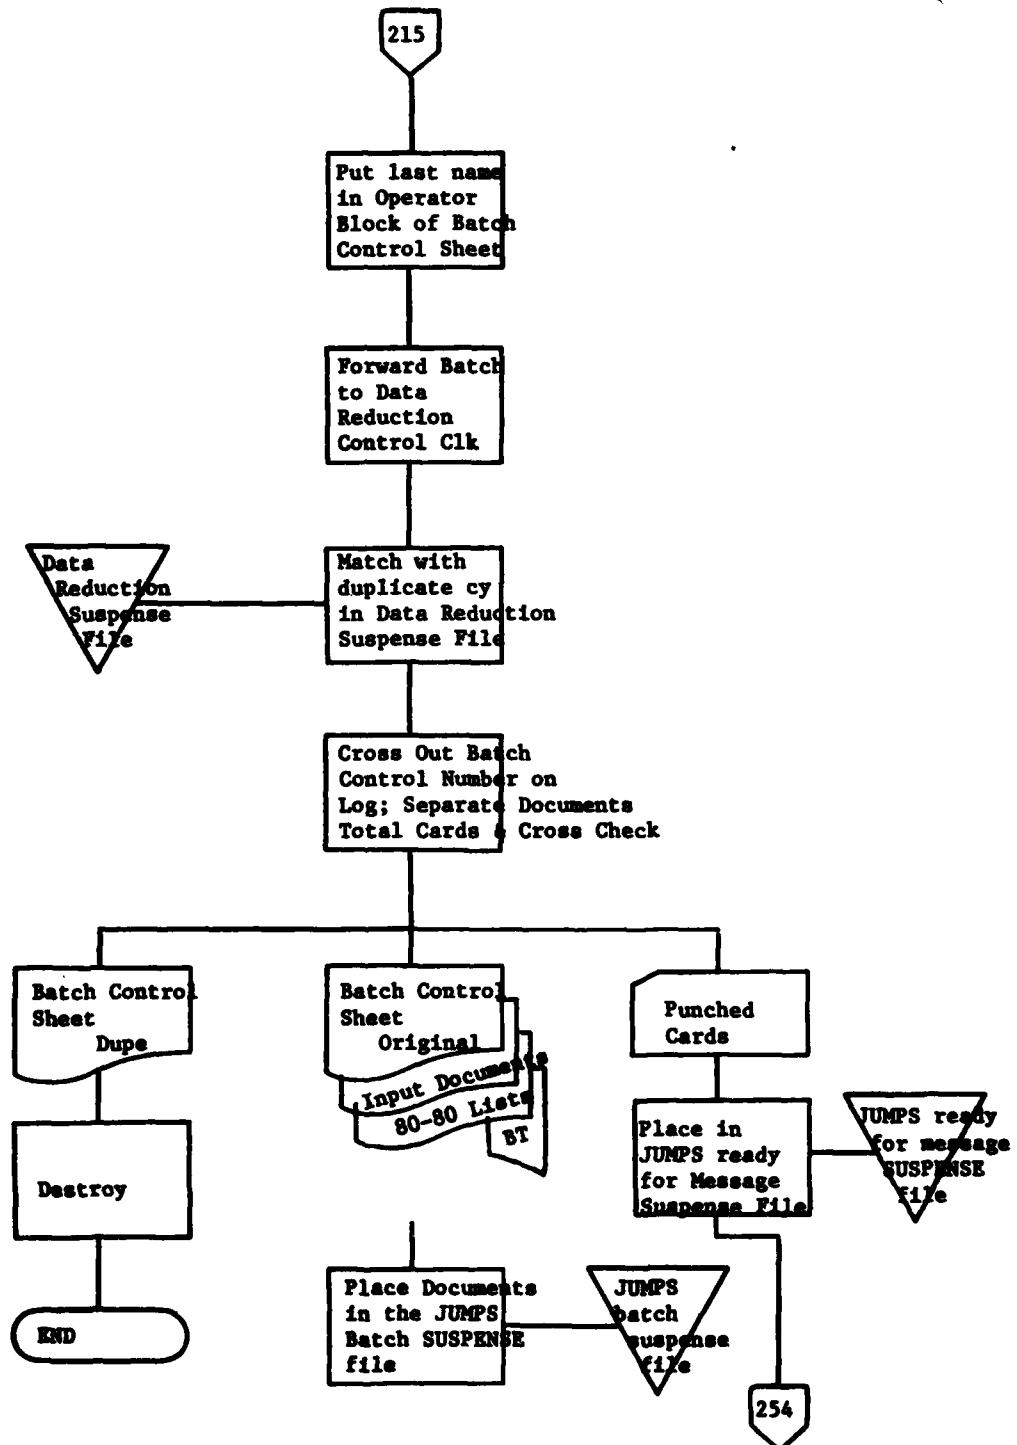 215
Put last name
in Operator
Block of Batch
Control Sheet
Forward Batch
to Data
Reduction
Control Clk
Data
Reduction
Suspense
File
Match with
duplicate cy
in Data Reduction
Suspense File
Cross Out Batch
Control Number on
Log; Separate Documents
Total Cards & Cross Check
Batch Control
Sheet
Dupe
Batch Control
Sheet
Original
Input Documents
80-80 Lists
BT
Punched
Cards
Destroy
Place in
JUMPS ready
for Message
Suspense File
JUMPS ready
for message
SUSPENSE
file
END
Place Documents
in the JUMPS
Batch SUSPENSE
file
JUMPS
batch
suspense
file
254